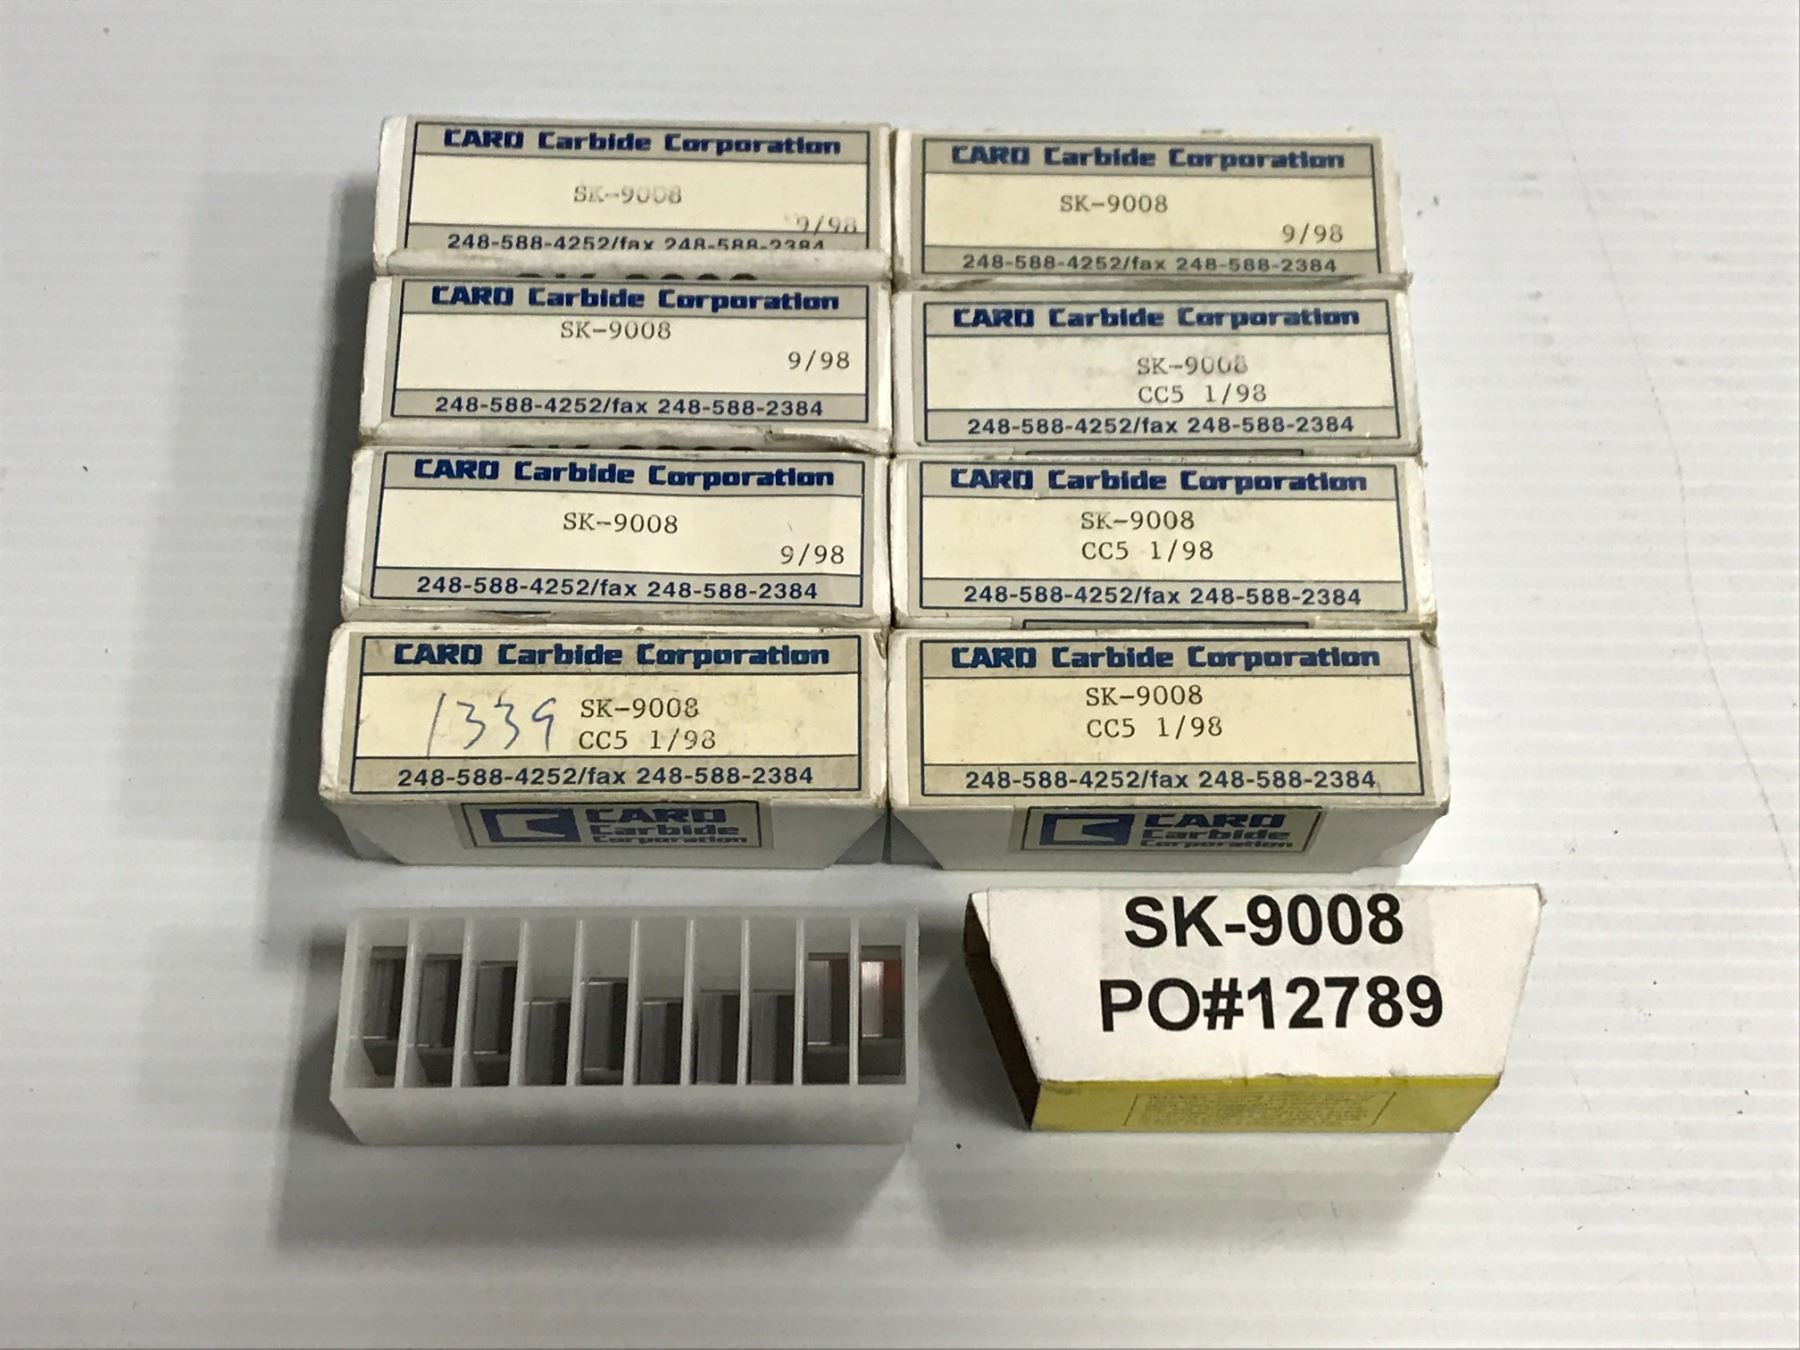 CARO Carbide Corporation
SK-9008
9/98
248-588-4252/fax 248-588-2384
CARO Carbide Corporation
SK-9008
9/98
248-588-4252/fax 248-588-2384
CARO Carbide Corporation
SK-9008
9/98
248-588-4252/fax 248-588-2384
CARO Carbide Corporation
SK-9008
CC5 1/98
248-588-4252/fax 248-588-2384
CARO Carbide Corporation
SK-9008
9/98
248-588-4252/fax 248-588-2384
CARO Carbide Corporation
SK-9008
CC5 1/98
248-588-4252/fax 248-588-2384
CARO Carbide Corporation
1339 SK-9008
CC5 1/98
248-588-4252/fax 248-588-2384
CARO
Carbide
Corporation
CARO Carbide Corporation
SK-9008
CC5 1/98
248-588-4252/fax 248-588-2384
CARO
Carbide
Corporation
SK-9008
PO#12789